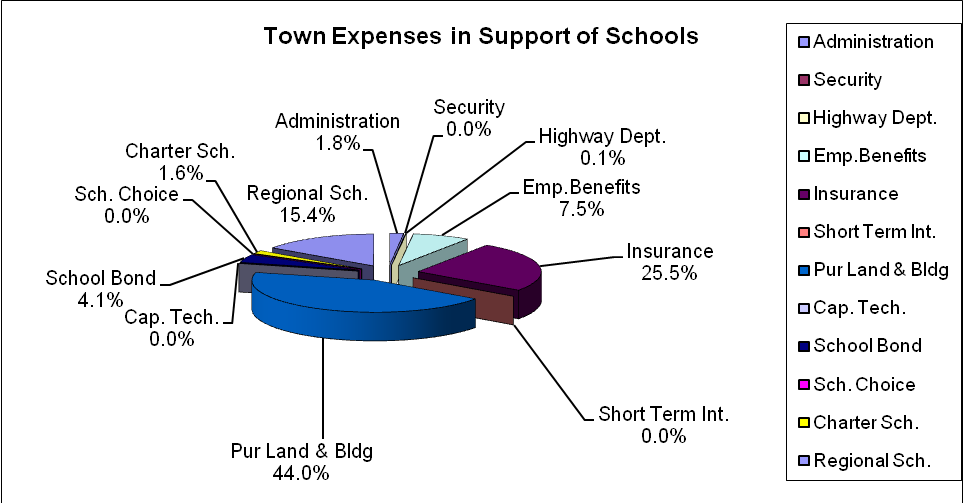 Town Expenses in Support of Schools
Administration
1.8%
Security
0.0%
Highway Dept.
0.1%
Emp.Benefits
7.5%
Insurance
25.5%
Short Term Int.
0.0%
Pur Land & Bldg
44.0%
Cap. Tech.
0.0%
School Bond
4.1%
Sch. Choice
0.0%
Charter Sch.
1.6%
Regional Sch.
15.4%
Administration
Security
Highway Dept.
Emp.Benefits
Insurance
Short Term Int.
Pur Land & Bldg
Cap. Tech.
School Bond
Sch. Choice
Charter Sch.
Regional Sch.